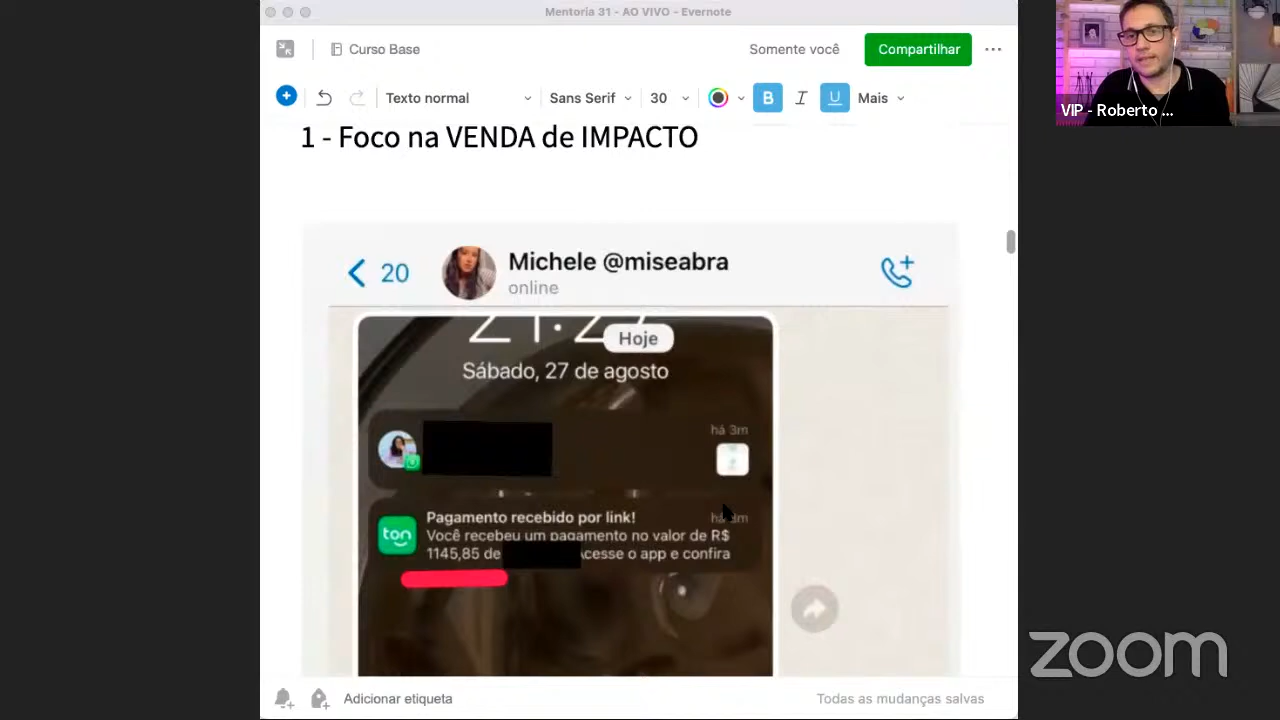 Mentoria 31 - AO VIVO - Evernote
Curso Base
Somente você
Compartilhar
Texto normal
Sans Serif
30
B
I
U
Mais
1 - Foco na VENDA de IMPACTO
20
Michele @miseabra
online
Hoje
Sábado, 27 de agosto
há 3m
ton
Pagamento recebido por link!
Você recebeu um pagamento no valor de R$
1145,85 de
Acesse o app e confira
Adicionar etiqueta
Todas as mudanças salvas
VIP - Roberto ...
zoom